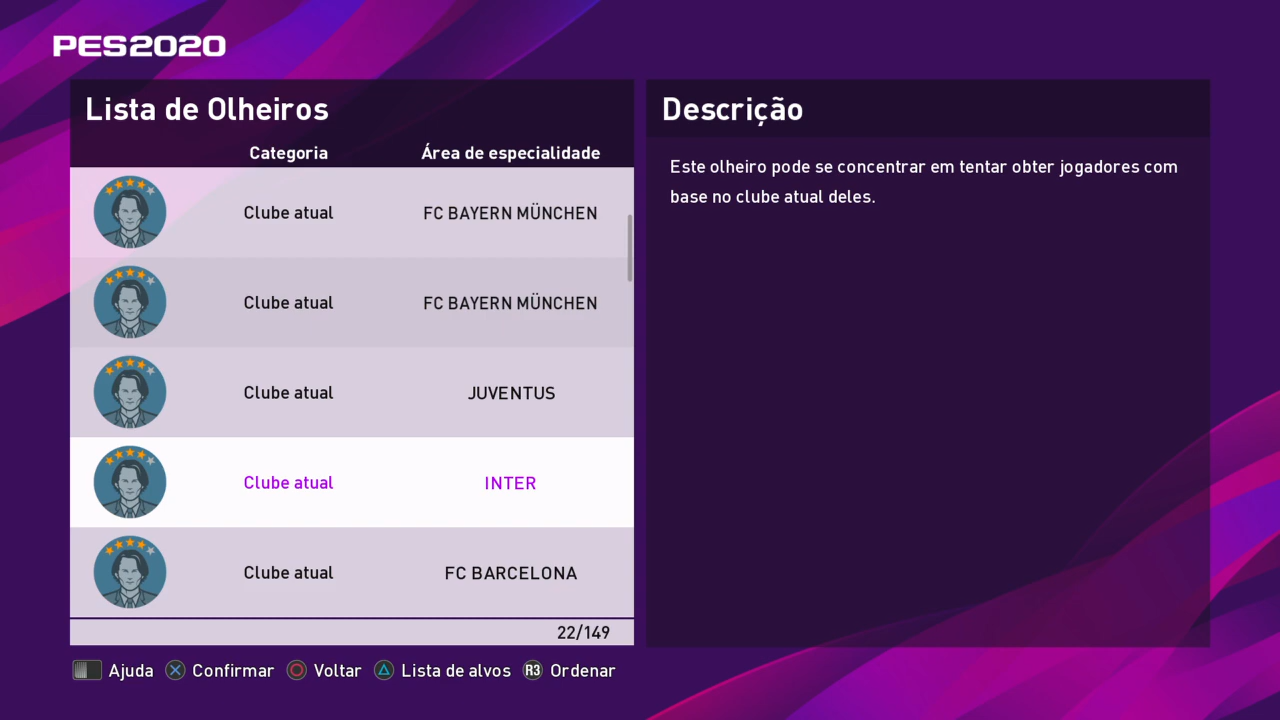 PES2020
Lista de Olheiros
Categoria Área de especialidade
Clube atual FC BAYERN MÜNCHEN
Clube atual FC BAYERN MÜNCHEN
Clube atual JUVENTUS
Clube atual INTER
Clube atual FC BARCELONA
22/149
Descrição
Este olheiro pode se concentrar em tentar obter jogadores com
base no clube atual deles.
Ajuda Confirmar Voltar Lista de alvos R3 Ordenar